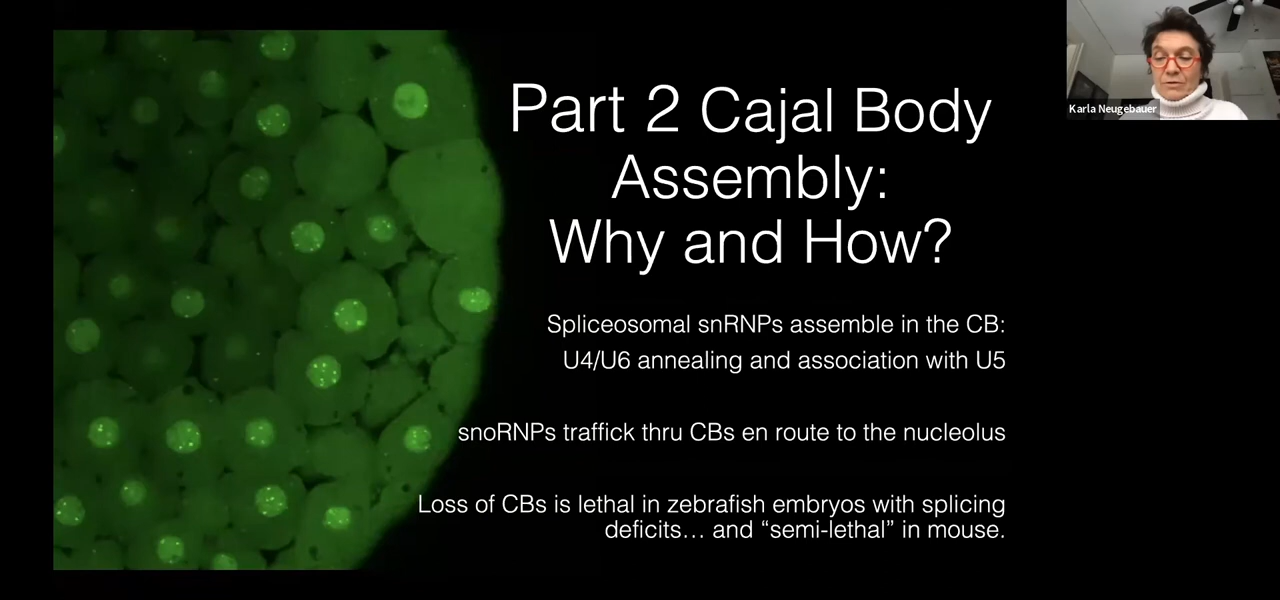 Part 2 Cajal Body
Assembly:
Why and How?
Spliceosomal snRNPs assemble in the CB:
U4/U6 annealing and association with U5
snoRNPs traffick thru CBs en route to the nucleolus
Loss of CBs is lethal in zebrafish embryos with splicing
deficits… and “semi-lethal” in mouse.
Karla Neugebauer